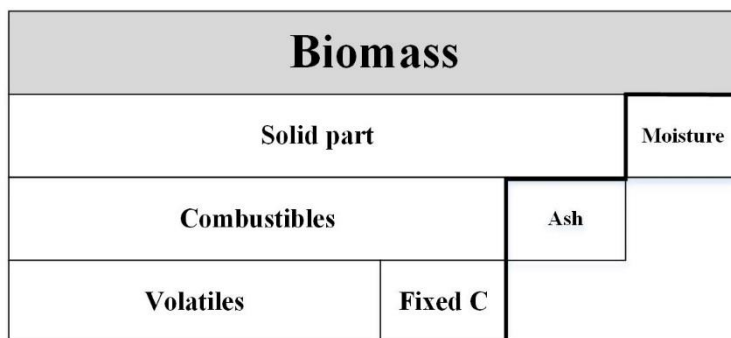 Biomass
Solid part
Moisture
Combustibles
Ash
Volatiles
Fixed C